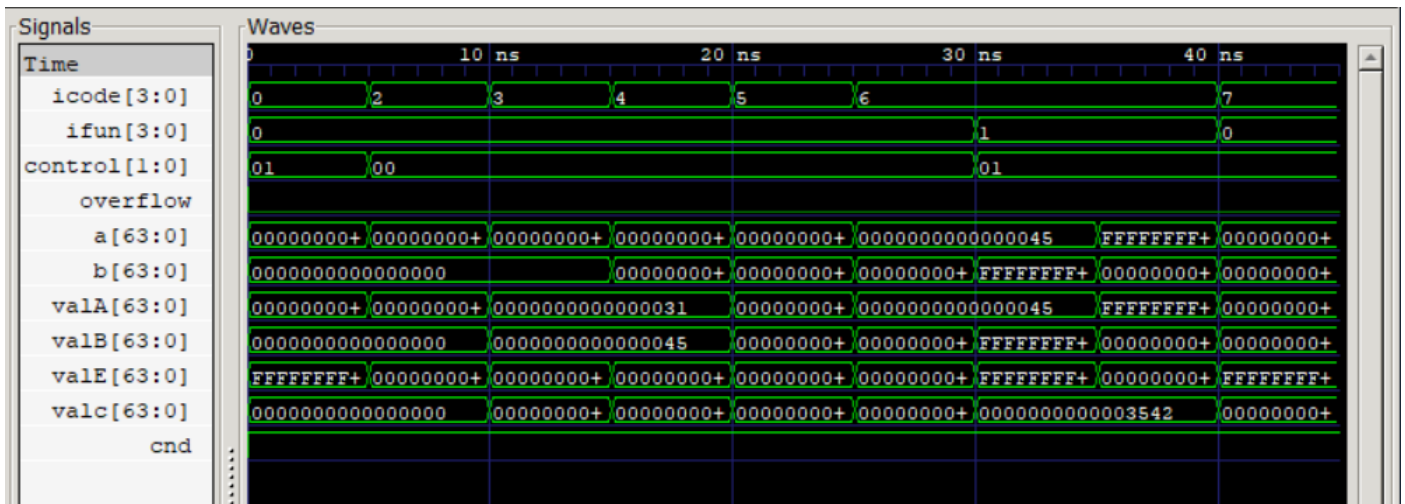 Signals Waves
Time 0 10 ns 20 ns 30 ns 40 ns
icode[3:0] 0 2 3 4 5 6 7
ifun[3:0] 0 1 0
control[1:0] 01 00 01
overflow
a[63:0] 00000000+ 00000000+ 00000000+ 00000000+ 00000000+ 0000000000000045 FFFFFFFF+ 00000000+
b[63:0] 0000000000000000 00000000+ 00000000+ 00000000+ FFFFFFFF+ 00000000+ 00000000+
valA[63:0] 00000000+ 00000000+ 0000000000000031 00000000+ 0000000000000045 FFFFFFFF+ 00000000+
valB[63:0] 0000000000000000 0000000000000045 00000000+ 00000000+ FFFFFFFF+ 00000000+ 00000000+
valE[63:0] FFFFFFFF+ 00000000+ 00000000+ 00000000+ 00000000+ 00000000+ FFFFFFFF+ 00000000+ FFFFFFFF+
valc[63:0] 0000000000000000 00000000+ 00000000+ 00000000+ 00000000+ 0000000000003542 00000000+
cnd